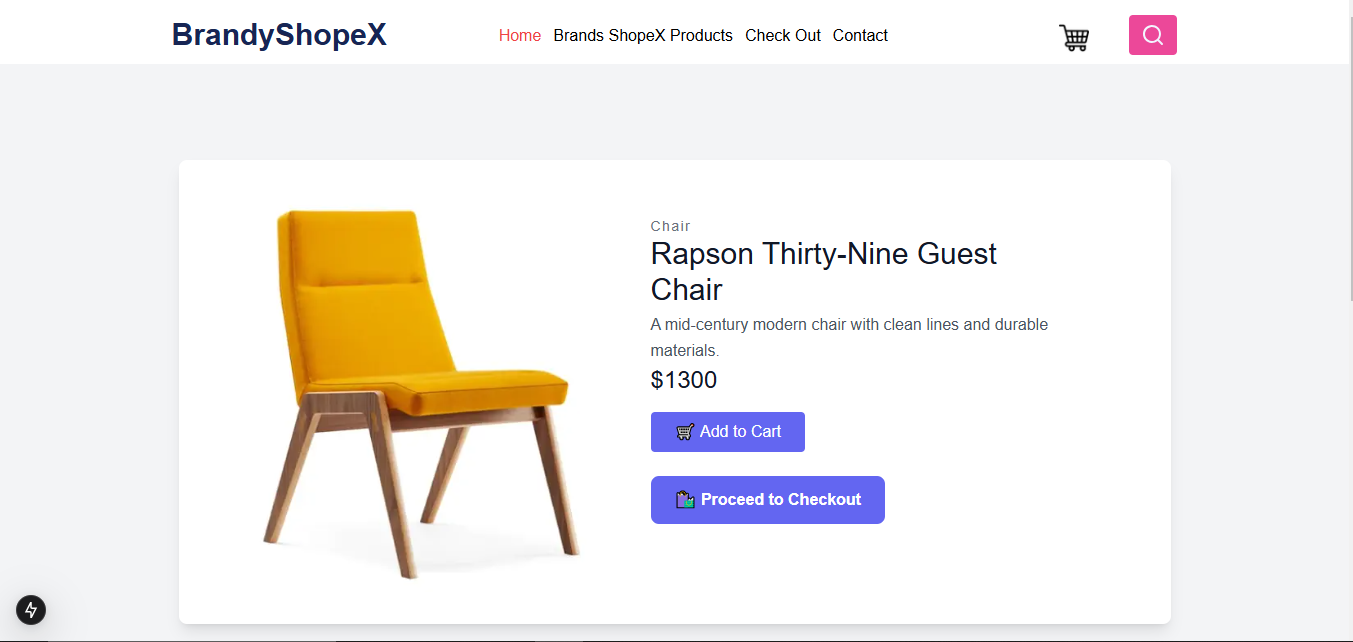 BrandyShopeX
Home Brands ShopeX Products Check Out Contact
Chair
Rapson Thirty-Nine Guest
Chair
A mid-century modern chair with clean lines and durable
materials.
$1300
Add to Cart
Proceed to Checkout